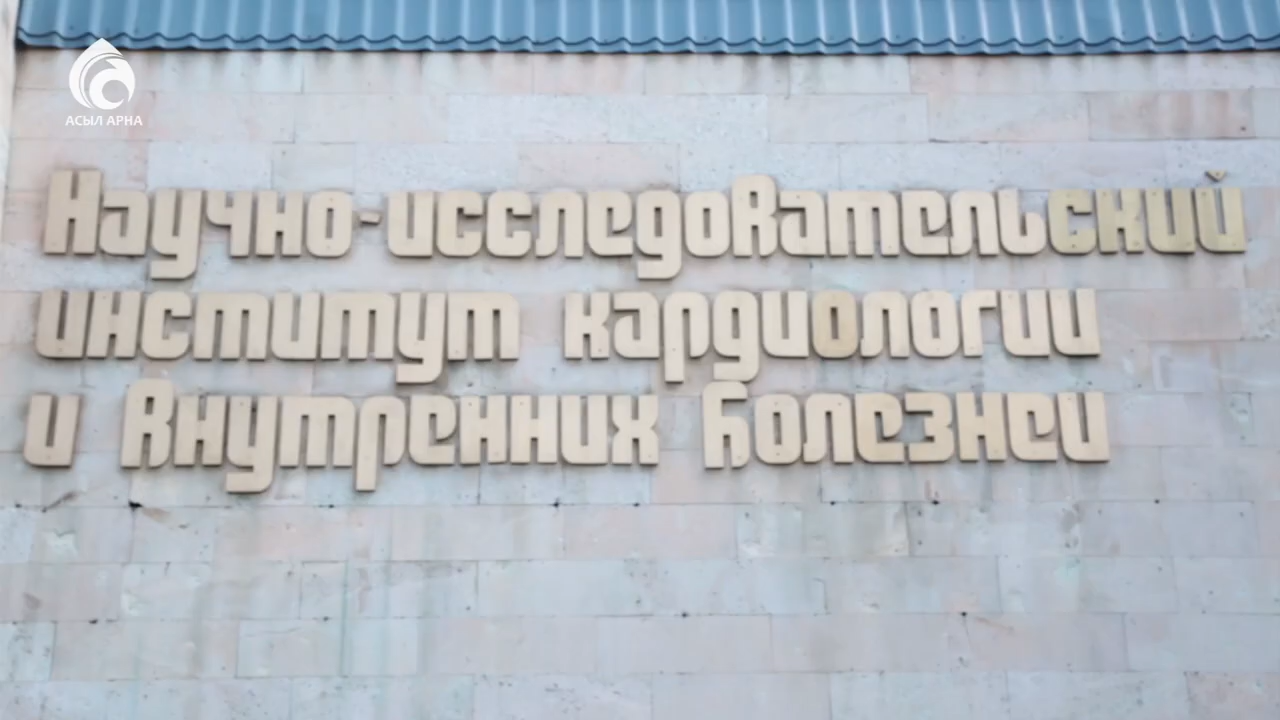 АСЫЛ АРНА
Научно-исследовательский
институт кардиологии
и внутренних болезнеи